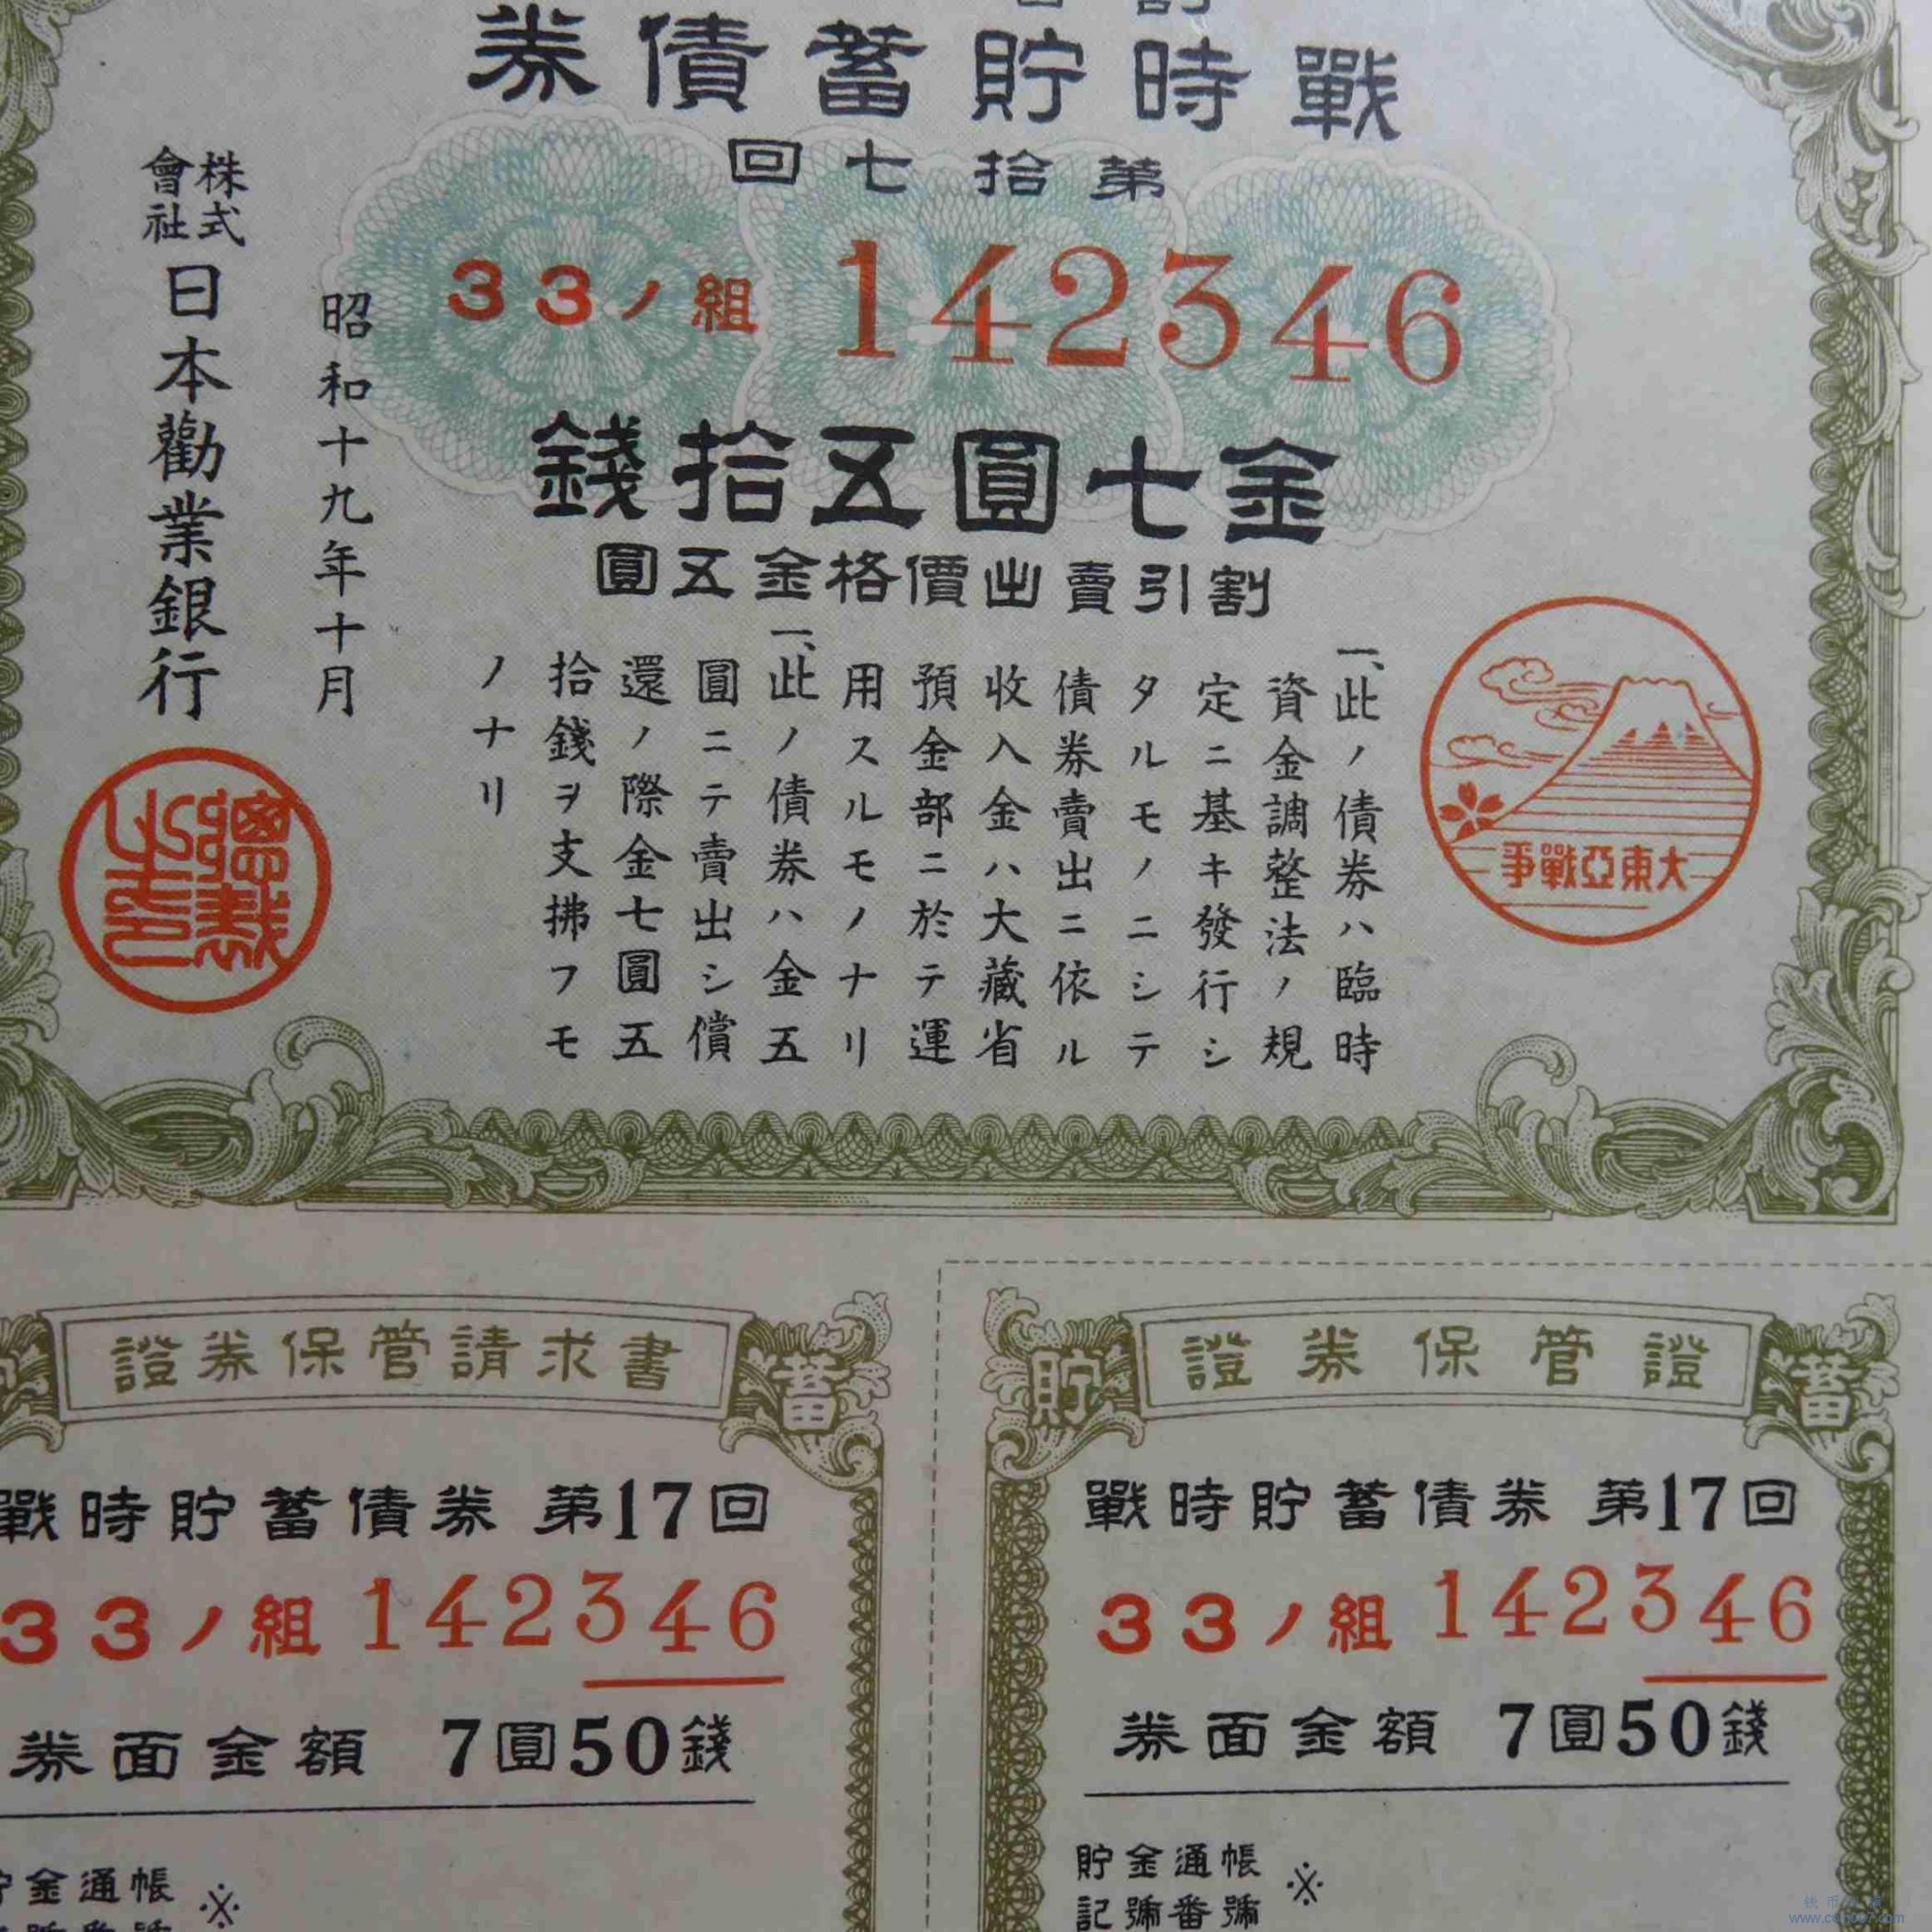 戰時貯蓄債券
第拾七回
33ノ組 142346
金七圓五拾錢
割引賣出價格金五圓
大東亞戰爭
一、此ノ債券ハ臨時
資金調整法ノ規
定ニ基キ發行シ
タルモノニシテ
債券賣出ニ依ル
收入金ハ大藏省
預金部ニ於テ運
用スルモノナリ
一、此ノ債券ハ金五
圓ニテ賣出シ償
還ノ際金七圓五
拾錢ヲ支拂フモ
ノナリ
昭和十九年十月
株式會社日本勸業銀行
總裁之印
證券保管請求書
蓄
戰時貯蓄債券 第17回
33ノ組 142346
券面金額 7圓50錢
金通帳 ※
貯
證券保管證
蓄
戰時貯蓄債券 第17回
33ノ組 142346
券面金額 7圓50錢
貯金通帳
記號番號 ※